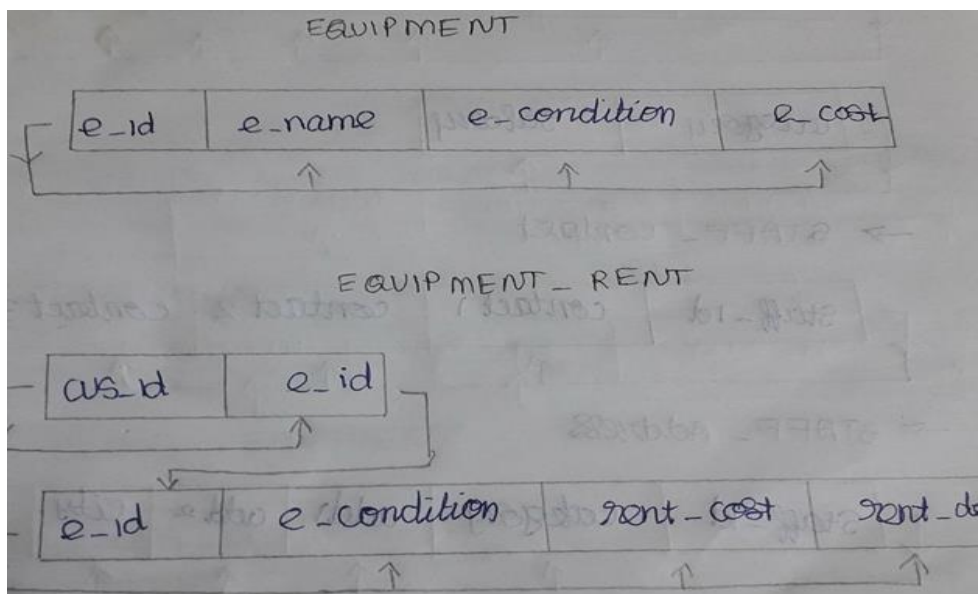 EQUIPMENT
e_id e_name e_condition e_cost
EQUIPMENT_RENT
cus_id e_id
e_id e_condition rent_cost